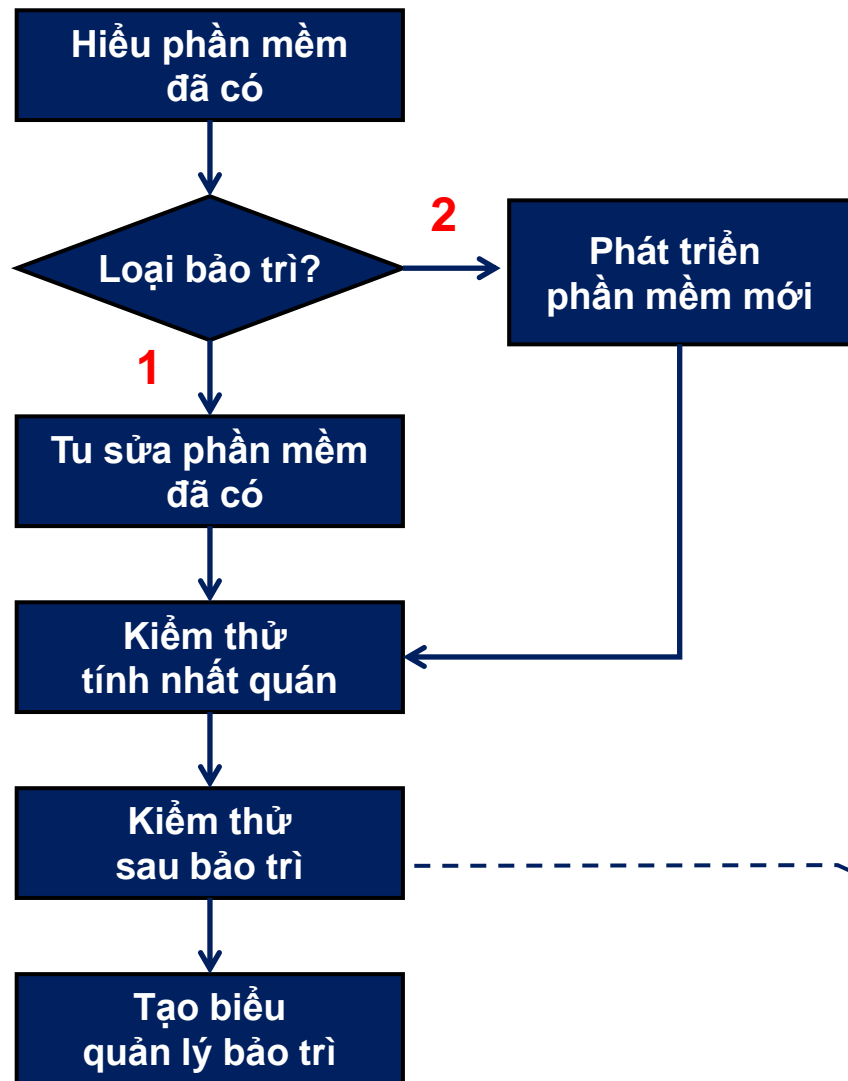 Hiểu phần mềm
đã có
Loại bảo trì?
2
Phát triển
phần mềm mới
1
Tu sửa phần mềm
đã có
Kiểm thử
tính nhất quán
Kiểm thử
sau bảo trì
Tạo biểu
quản lý bảo trì